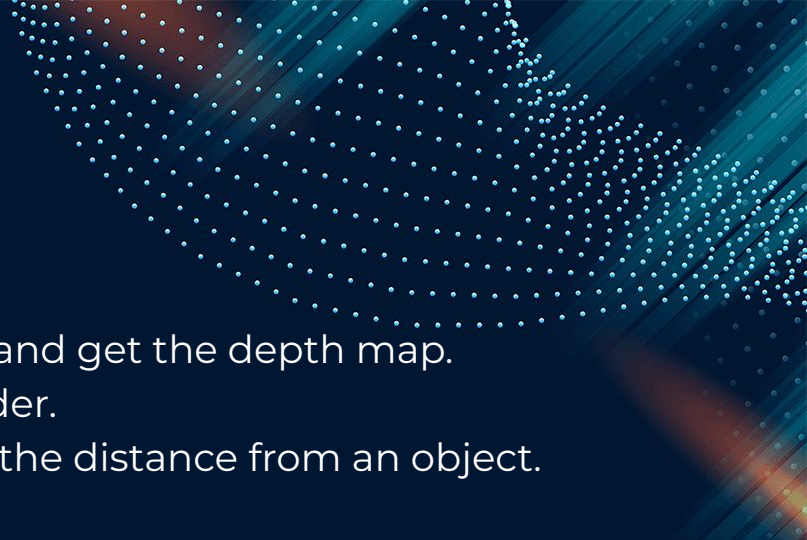 and get the depth map.
der.
the distance from an object.